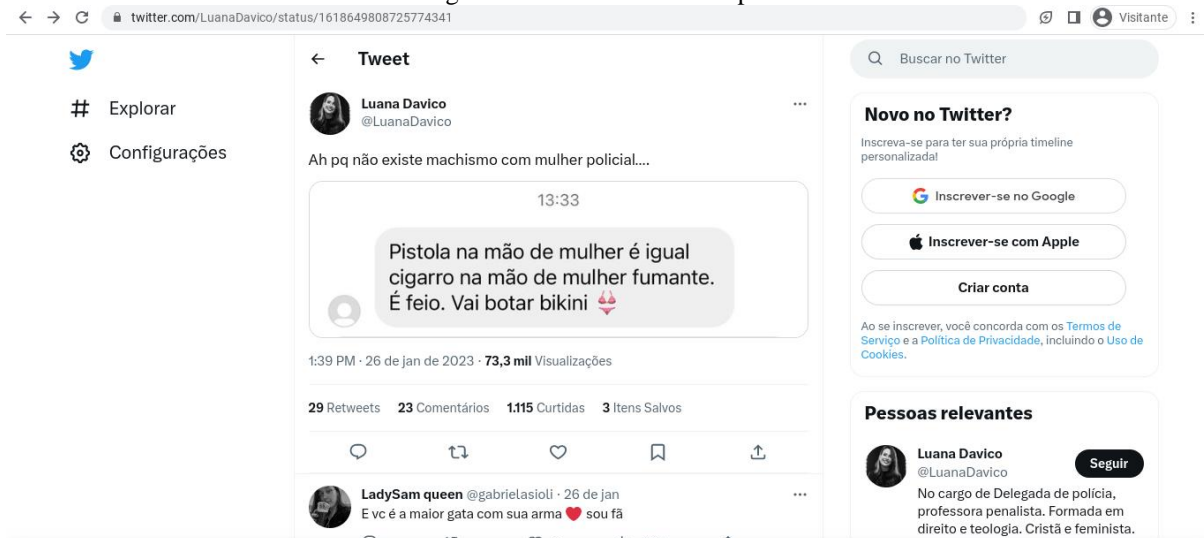 twitter.com/LuanaDavico/status/1618649808725774341
Visitante
Explorar
Configurações
Tweet
Luana Davico
@LuanaDavico
Ah pq não existe machismo com mulher policial....
13:33
Pistola na mão de mulher é igual
cigarro na mão de mulher fumante.
É feio. Vai botar bikini 👙
1:39 PM · 26 de jan de 2023 · 73,3 mil Visualizações
29 Retweets 23 Comentários 1.115 Curtidas 3 Itens Salvos
LadySam queen @gabrielasioli · 26 de jan
E vc é a maior gata com sua arma ❤️ sou fã
Buscar no Twitter
Novo no Twitter?
Inscreva-se para ter sua própria timeline
personalizada!
Inscrever-se no Google
Inscrever-se com Apple
Criar conta
Ao se inscrever, você concorda com os Termos de
Serviço e a Política de Privacidade, incluindo o Uso de
Cookies.
Pessoas relevantes
Luana Davico
@LuanaDavico
Seguir
No cargo de Delegada de polícia,
professora penalista. Formada em
direito e teologia. Cristã e feminista.